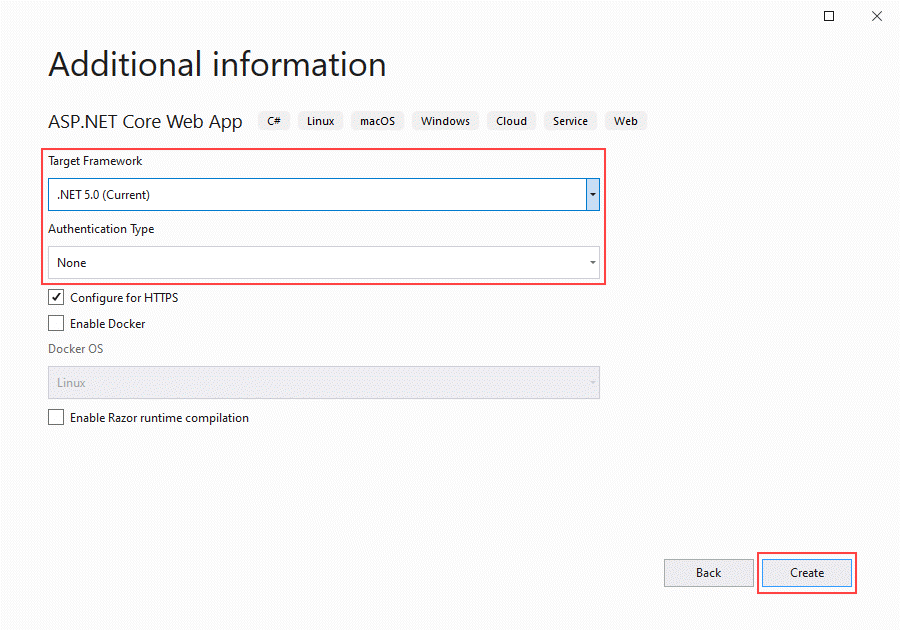 Additional information
ASP.NET Core Web App C# Linux macOS Windows Cloud Service Web
Target Framework
.NET 5.0 (Current)
Authentication Type
None
Configure for HTTPS
Enable Docker
Docker OS
Linux
Enable Razor runtime compilation
Back Create